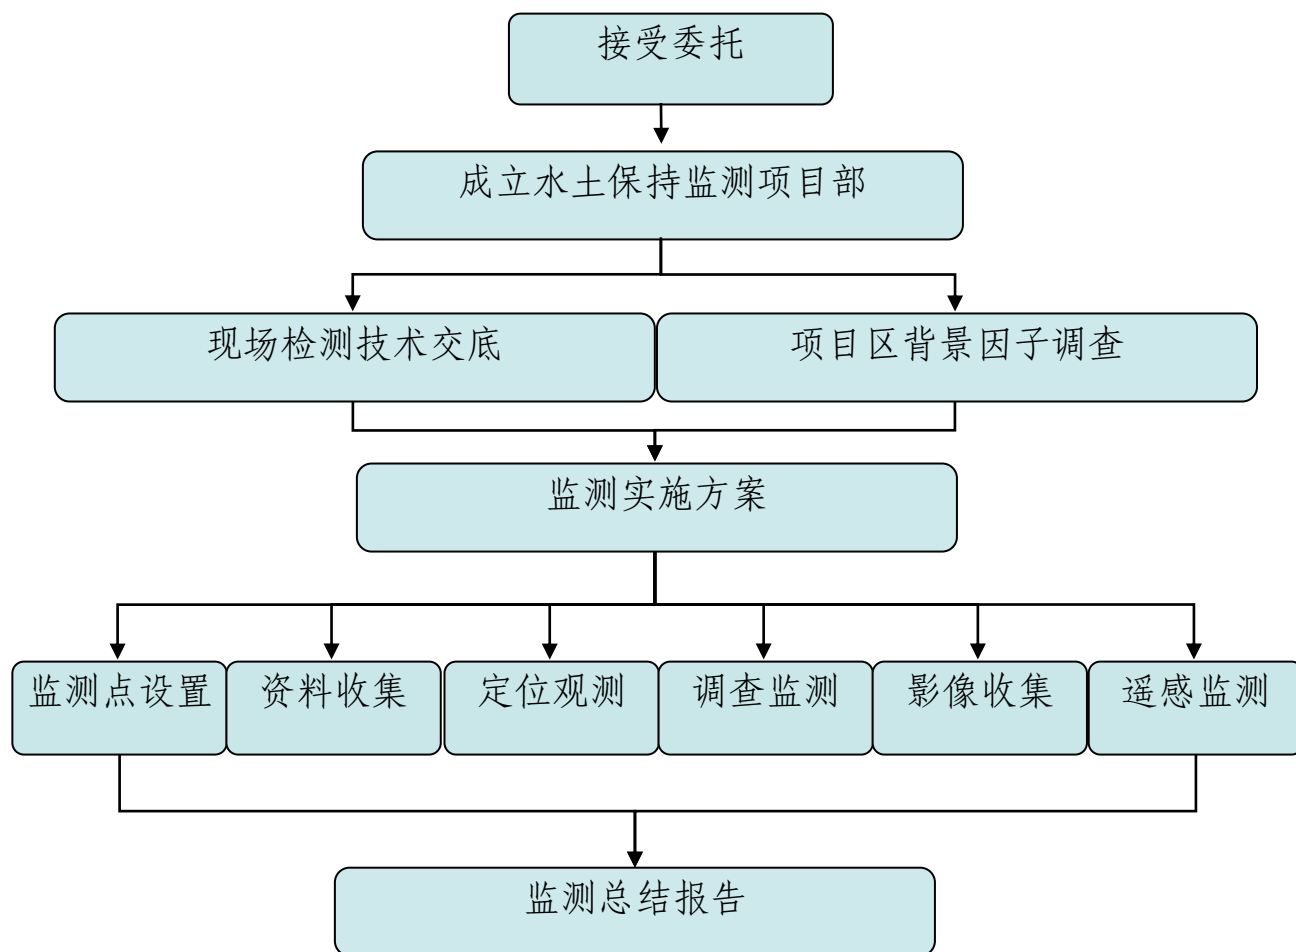 接受委托
成立水土保持监测项目部
现场检测技术交底
项目区背景因子调查
监测实施方案
监测点设置
资料收集
定位观测
调查监测
影像收集
遥感监测
监测总结报告